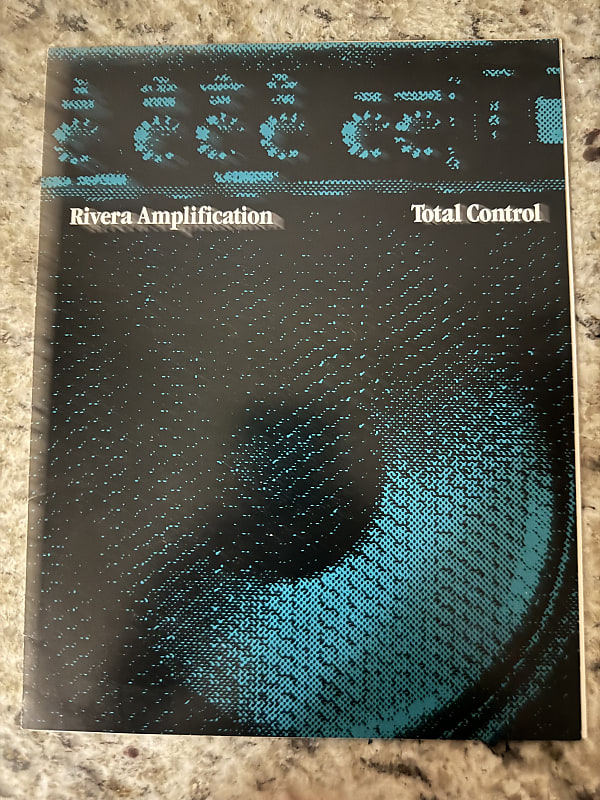 Rivera Amplification
Total Control